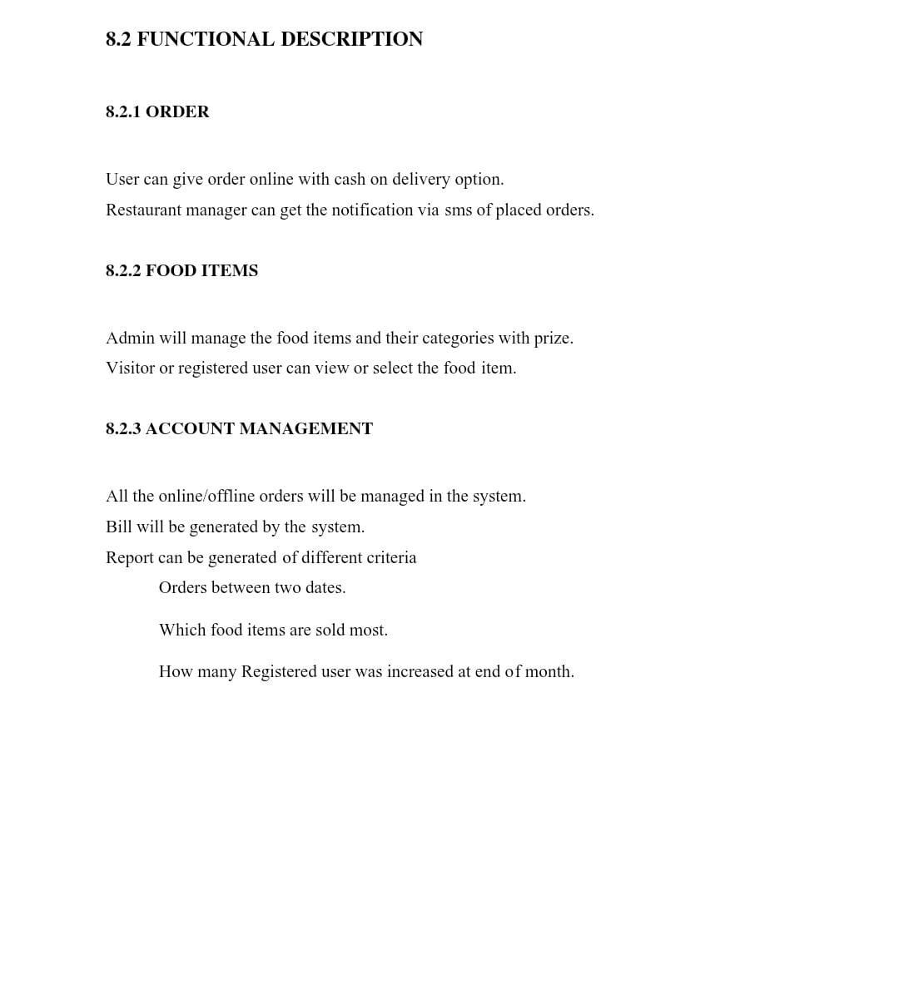 8.2 FUNCTIONAL DESCRIPTION
8.2.1 ORDER
User can give order online with cash on delivery option.
Restaurant manager can get the notification via sms of placed orders.
8.2.2 FOOD ITEMS
Admin will manage the food items and their categories with prize.
Visitor or registered user can view or select the food item.
8.2.3 ACCOUNT MANAGEMENT
All the online/offline orders will be managed in the system.
Bill will be generated by the system.
Report can be generated of different criteria
Orders between two dates.
Which food items are sold most.
How many Registered user was increased at end of month.